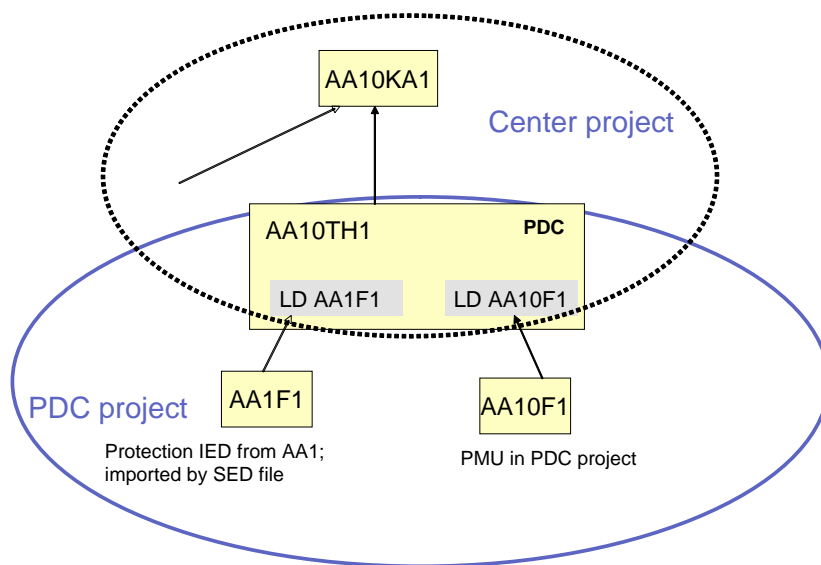 AA10KA1
Center project
AA10TH1
PDC
LD AA1F1
LD AA10F1
PDC project
AA1F1
AA10F1
Protection IED from AA1;
imported by SED file
PMU in PDC project